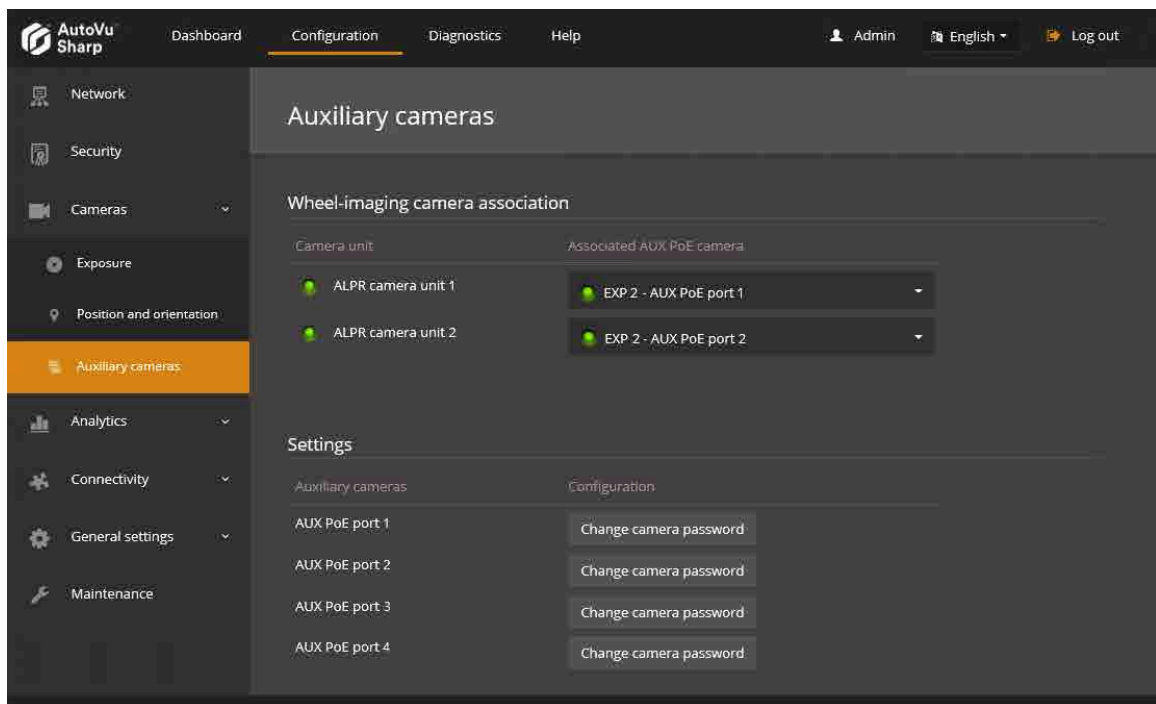 AutoVu
Sharp
Dashboard
Configuration
Diagnostics
Help
Admin
English
Log out
Network
Security
Cameras
Exposure
Position and orientation
Auxiliary cameras
Analytics
Connectivity
General settings
Maintenance
Auxiliary cameras
Wheel-imaging camera association
Camera unit Associated AUX PoE camera
ALPR camera unit 1 EXP 2 - AUX PoE port 1
ALPR camera unit 2 EXP 2 - AUX PoE port 2
Settings
Auxiliary cameras Configuration
AUX PoE port 1 Change camera password
AUX PoE port 2 Change camera password
AUX PoE port 3 Change camera password
AUX PoE port 4 Change camera password